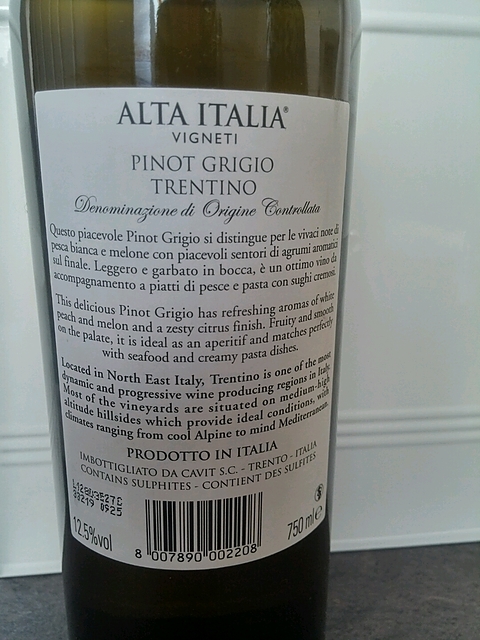 ALTA ITALIA®
VIGNETI
PINOT GRIGIO
TRENTINO
Denominazione di Origine Controllata
Questo piacevole Pinot Grigio si distingue per le vivaci note di
pesca bianca e melone con piacevoli sentori di agrumi aromatici
sul finale. Leggero e garbato in bocca, è un ottimo vino da
accompagnamento a piatti di pesce e pasta con sughi cremosi.
This delicious Pinot Grigio has refreshing aromas of white
peach and melon and a zesty citrus finish. Fruity and smooth
on the palate, it is ideal as an aperitif and matches perfectly
with seafood and creamy pasta dishes.
Located in North East Italy, Trentino is one of the most
dynamic and progressive wine producing regions in Italy.
Most of the vineyards are situated on medium-high
altitude hillsides which provide ideal conditions, with
climates ranging from cool Alpine to mind Mediterranean.
PRODOTTO IN ITALIA
IMBOTTIGLIATO DA CAVIT S.C. - TRENTO - ITALIA
CONTAINS SULPHITES - CONTIENT DES SULFITES
39219 0925
12.5%vol
750 ml e
8 007890 002208